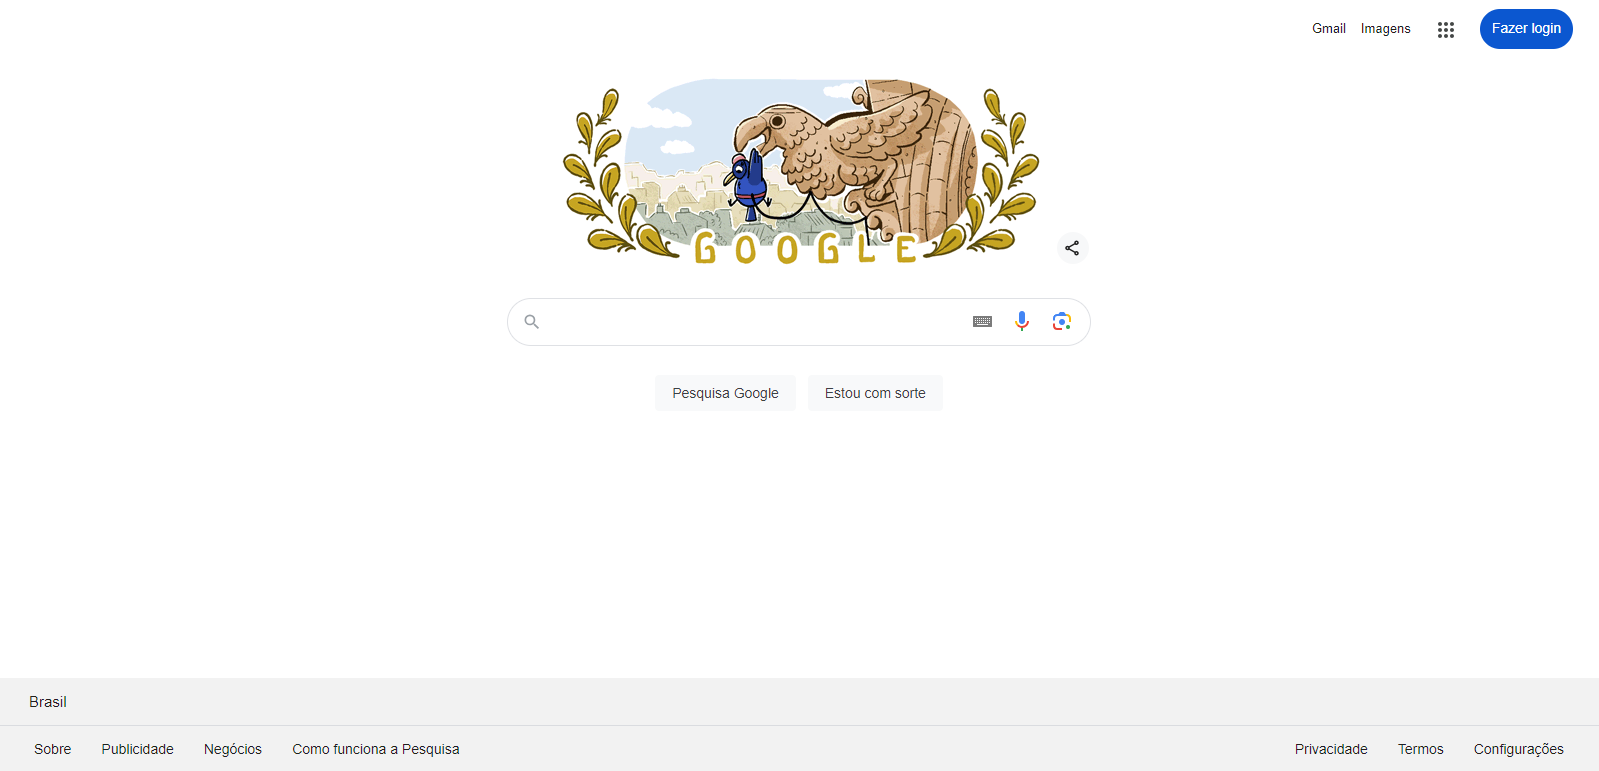 Gmail Imagens Fazer login
GOOGLE
Pesquisa Google Estou com sorte
Brasil
Sobre Publicidade Negócios Como funciona a Pesquisa Privacidade Termos Configurações